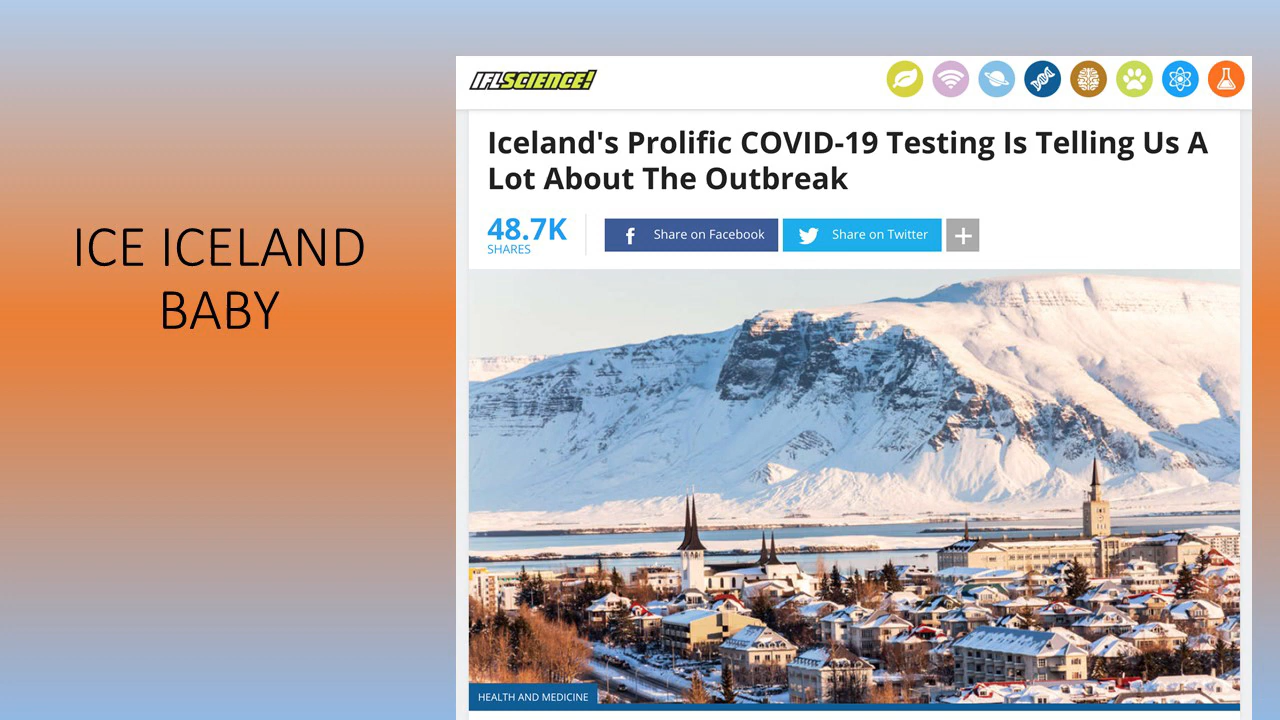 ICE ICELAND
BABY
IFLSCIENCE!
Iceland's Prolific COVID-19 Testing Is Telling Us A
Lot About The Outbreak
48.7K
SHARES
f Share on Facebook
Share on Twitter
+
HEALTH AND MEDICINE